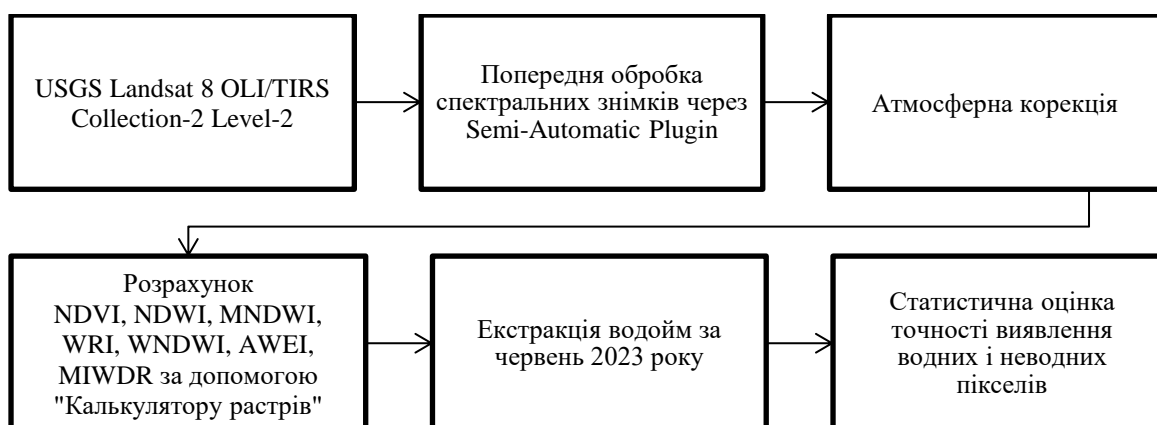 USGS Landsat 8 OLI/TIRS
Collection-2 Level-2
Попередня обробка
спектральних знімків через
Semi-Automatic Plugin
Атмосферна корекція
Розрахунок
NDVI, NDWI, MNDWI,
WRI, WNDWI, AWEI,
MIWDR за допомогою
"Калькулятору растрів"
Екстракція водойм за
червень 2023 року
Статистична оцінка
точності виявлення
водних і неводних
пікселів